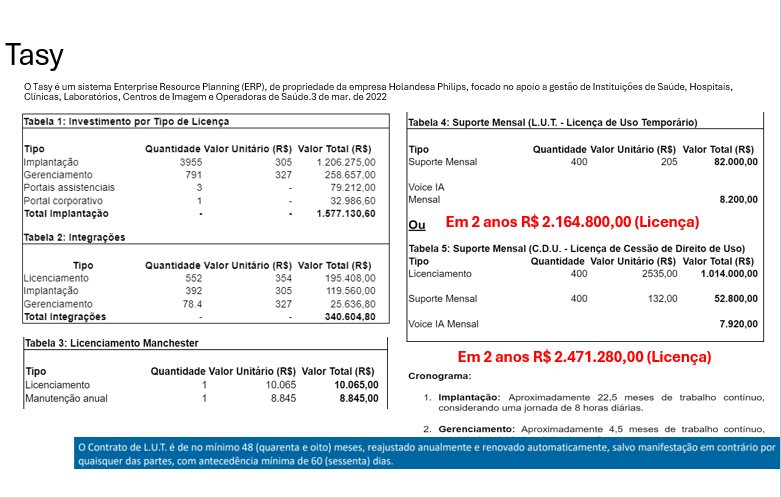 Tasy
O Tasy é um sistema Enterprise Resource Planning (ERP), de propriedade da empresa Holandesa Philips, focado no apoio a gestão de Instituições de Saúde, Hospitais,
Clínicas, Laboratórios, Centros de Imagem e Operadoras de Saúde.3 de mar. de 2022
Tabela 1: Investimento por Tipo de Licença
Tipo Quantidade Valor Unitário (R$) Valor Total (R$)
Implantação 3955 305 1.206.275,00
Gerenciamento 791 327 258.657,00
Portais assistenciais 3 - 79.212,00
Portal corporativo 1 - 32.986,60
Total Implantação - - 1.577.130,60
Tabela 2: Integrações
Tipo Quantidade Valor Unitário (R$) Valor Total (R$)
Licenciamento 552 354 195.408,00
Implantação 392 305 119.560,00
Gerenciamento 78.4 327 25.636,80
Total Integrações - - 340.604,80
Tabela 3: Licenciamento Manchester
Tipo Quantidade Valor Unitário (R$) Valor Total (R$)
Licenciamento 1 10.065 10.065,00
Manutenção anual 1 8.845 8.845,00
Tabela 4: Suporte Mensal (L.U.T. - Licença de Uso Temporário)
Tipo Quantidade Valor Unitário (R$) Valor Total (R$)
Suporte Mensal 400 205 82.000,00
Voice IA
Mensal 8.200,00
Ou Em 2 anos R$ 2.164.800,00 (Licença)
Tabela 5: Suporte Mensal (C.D.U. - Licença de Cessão de Direito de Uso)
Tipo Quantidade Valor Unitário (R$) Valor Total (R$)
Licenciamento 400 2535,00 1.014.000,00
Suporte Mensal 400 132,00 52.800,00
Voice IA Mensal 7.920,00
Em 2 anos R$ 2.471.280,00 (Licença)
Cronograma:
1. Implantação: Aproximadamente 22,5 meses de trabalho contínuo,
considerando uma jornada de 8 horas diárias.
2. Gerenciamento: Aproximadamente 4,5 meses de trabalho contínuo,
O Contrato de L.U.T. é de no mínimo 48 (quarenta e oito) meses, reajustado anualmente e renovado automaticamente, salvo manifestação em contrário por
quaisquer das partes, com antecedência mínima de 60 (sessenta) dias.